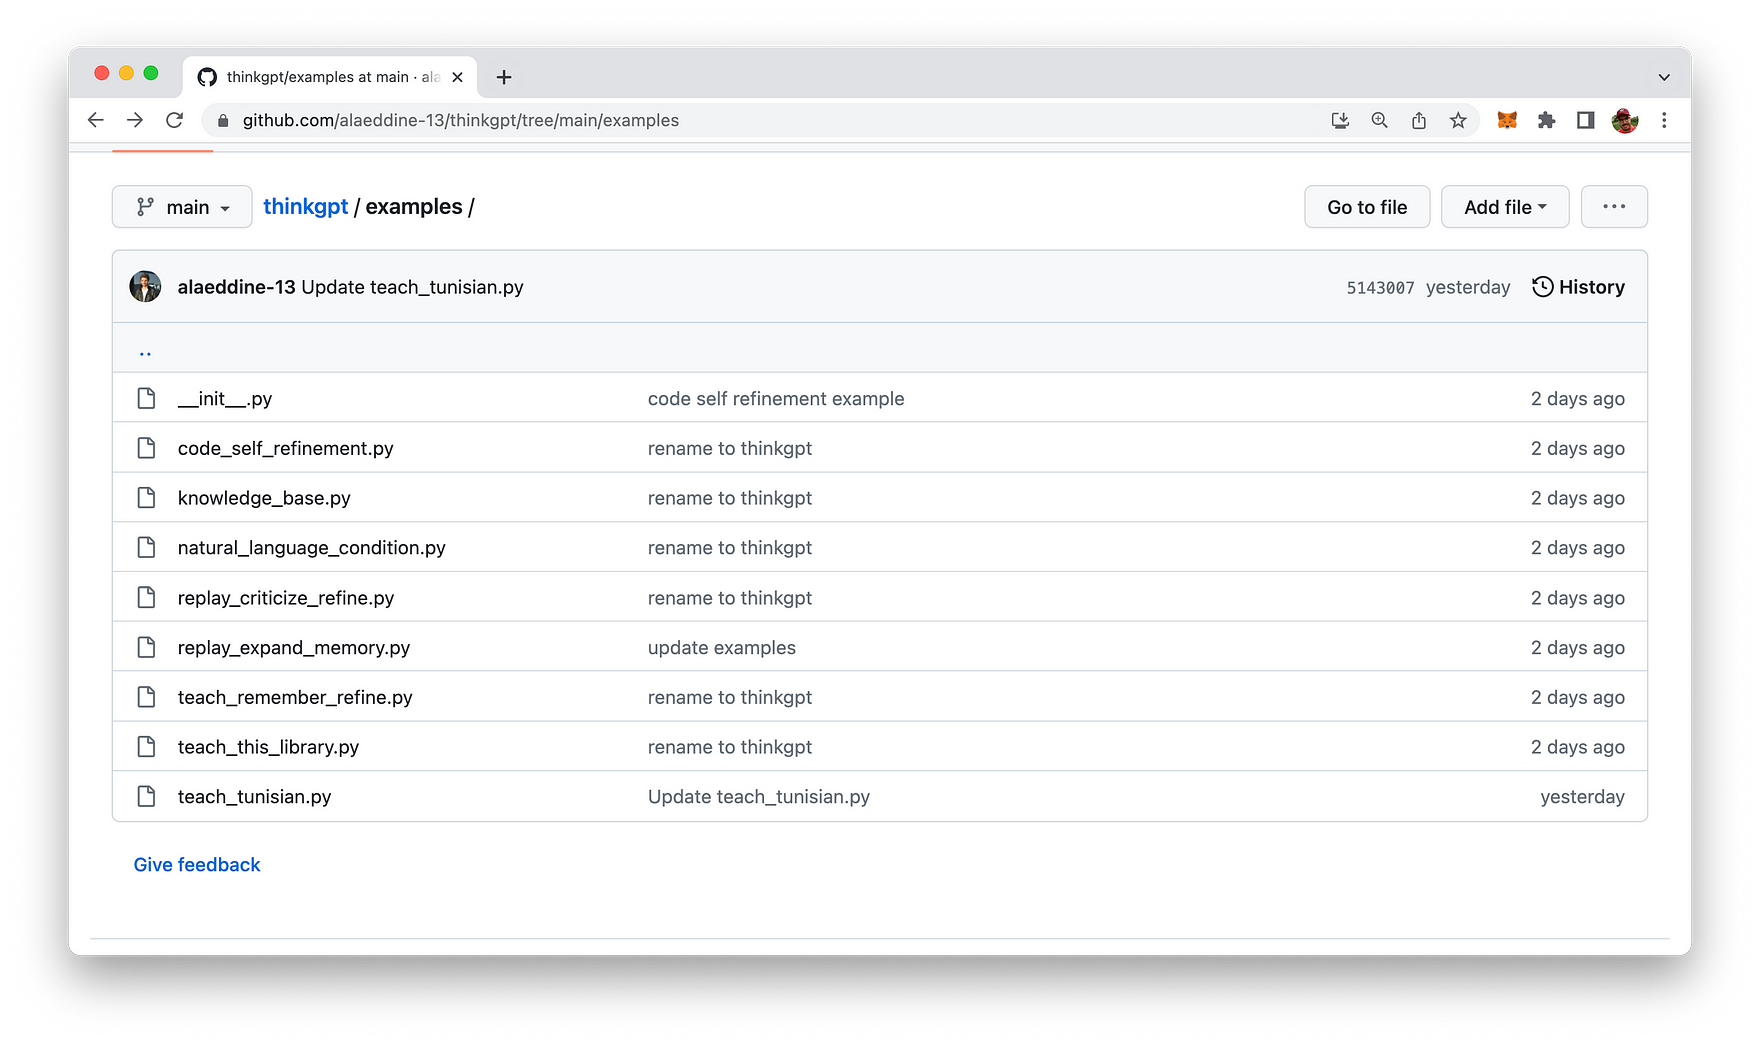 thinkgpt/examples at main · ala
github.com/alaeddine-13/thinkgpt/tree/main/examples
main thinkgpt / examples / Go to file Add file ···
alaeddine-13 Update teach_tunisian.py 5143007 yesterday History
..
__init__.py code self refinement example 2 days ago
code_self_refinement.py rename to thinkgpt 2 days ago
knowledge_base.py rename to thinkgpt 2 days ago
natural_language_condition.py rename to thinkgpt 2 days ago
replay_criticize_refine.py rename to thinkgpt 2 days ago
replay_expand_memory.py update examples 2 days ago
teach_remember_refine.py rename to thinkgpt 2 days ago
teach_this_library.py rename to thinkgpt 2 days ago
teach_tunisian.py Update teach_tunisian.py yesterday
Give feedback